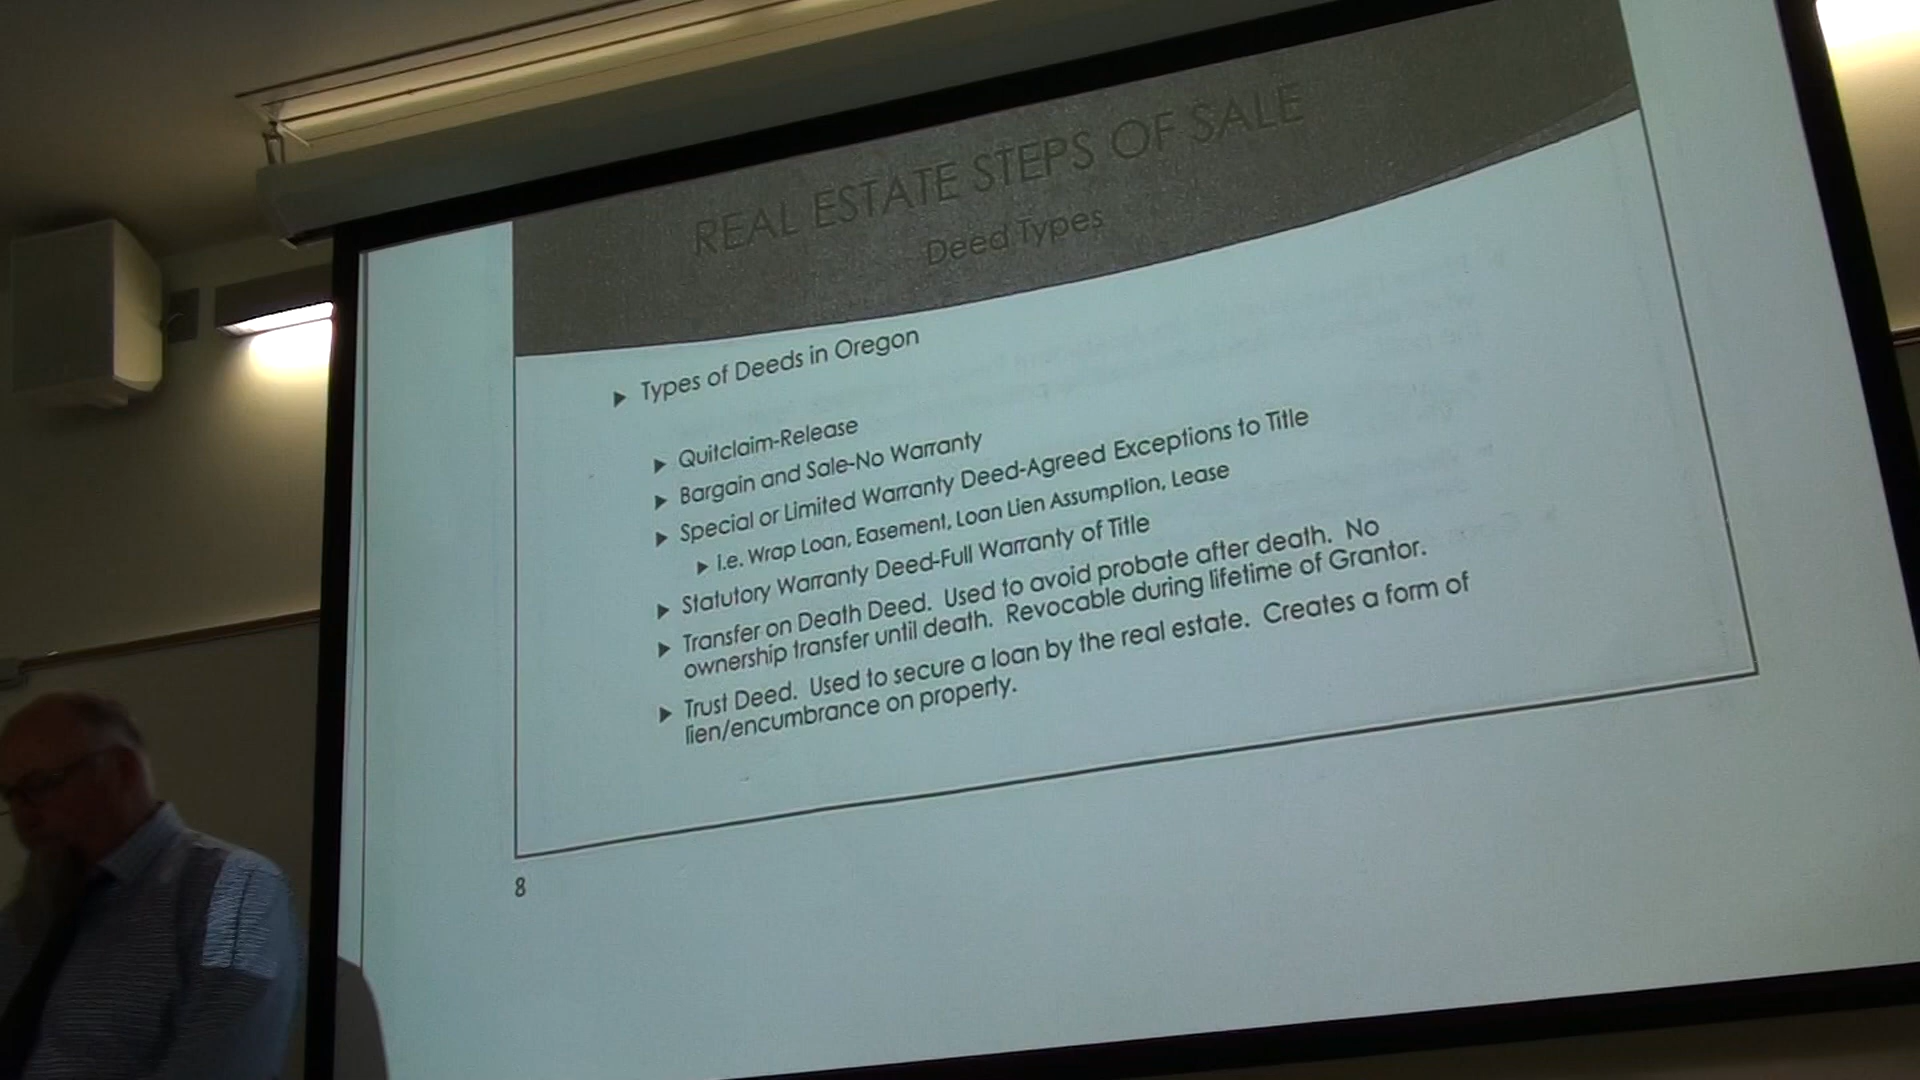 REAL ESTATE STEPS OF SALE
Deed Types
Types of Deeds in Oregon
Quitclaim-Release
Bargain and Sale-No Warranty
Special or Limited Warranty Deed-Agreed Exceptions to Title
I.e. Wrap Loan, Easement, Loan Lien Assumption, Lease
Statutory Warranty Deed-Full Warranty of Title
Transfer on Death Deed. Used to avoid probate after death. No
ownership transfer until death. Revocable during lifetime of Grantor.
Trust Deed. Used to secure a loan by the real estate. Creates a form of
lien/encumbrance on property.
8